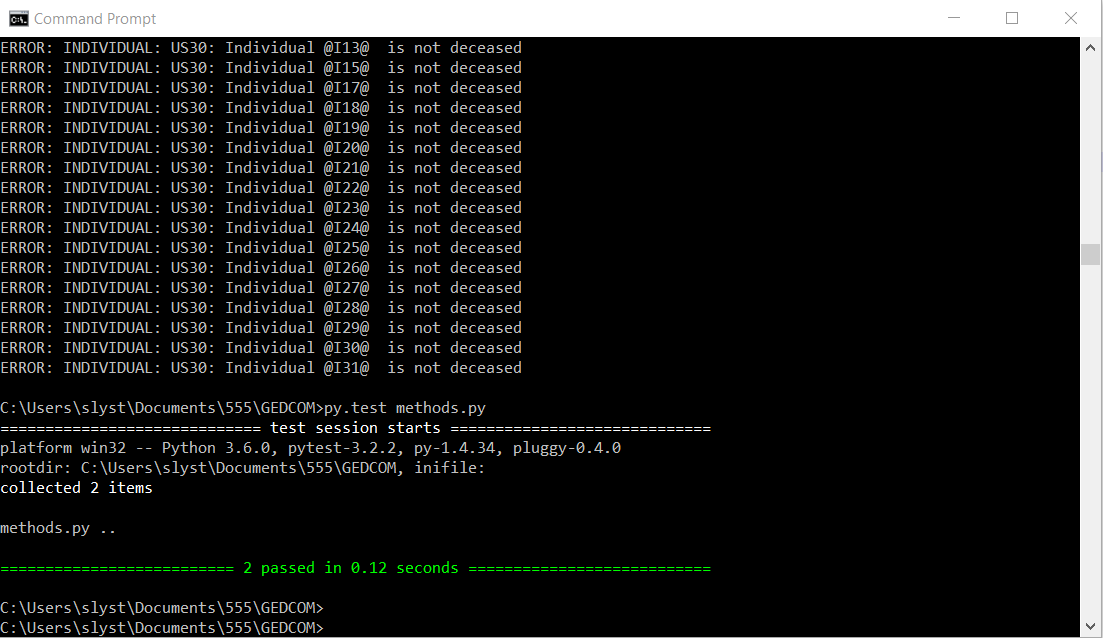 Command Prompt
ERROR: INDIVIDUAL: US30: Individual @I13@  is not deceased
ERROR: INDIVIDUAL: US30: Individual @I15@  is not deceased
ERROR: INDIVIDUAL: US30: Individual @I17@  is not deceased
ERROR: INDIVIDUAL: US30: Individual @I18@  is not deceased
ERROR: INDIVIDUAL: US30: Individual @I19@  is not deceased
ERROR: INDIVIDUAL: US30: Individual @I20@  is not deceased
ERROR: INDIVIDUAL: US30: Individual @I21@  is not deceased
ERROR: INDIVIDUAL: US30: Individual @I22@  is not deceased
ERROR: INDIVIDUAL: US30: Individual @I23@  is not deceased
ERROR: INDIVIDUAL: US30: Individual @I24@  is not deceased
ERROR: INDIVIDUAL: US30: Individual @I25@  is not deceased
ERROR: INDIVIDUAL: US30: Individual @I26@  is not deceased
ERROR: INDIVIDUAL: US30: Individual @I27@  is not deceased
ERROR: INDIVIDUAL: US30: Individual @I28@  is not deceased
ERROR: INDIVIDUAL: US30: Individual @I29@  is not deceased
ERROR: INDIVIDUAL: US30: Individual @I30@  is not deceased
ERROR: INDIVIDUAL: US30: Individual @I31@  is not deceased
C:\Users\slyst\Documents\555\GEDCOM>py.test methods.py
============================= test session starts =============================
platform win32 -- Python 3.6.0, pytest-3.2.2, py-1.4.34, pluggy-0.4.0
rootdir: C:\Users\slyst\Documents\555\GEDCOM, inifile:
collected 2 items
methods.py ..
========================== 2 passed in 0.12 seconds ===========================
C:\Users\slyst\Documents\555\GEDCOM>
C:\Users\slyst\Documents\555\GEDCOM>